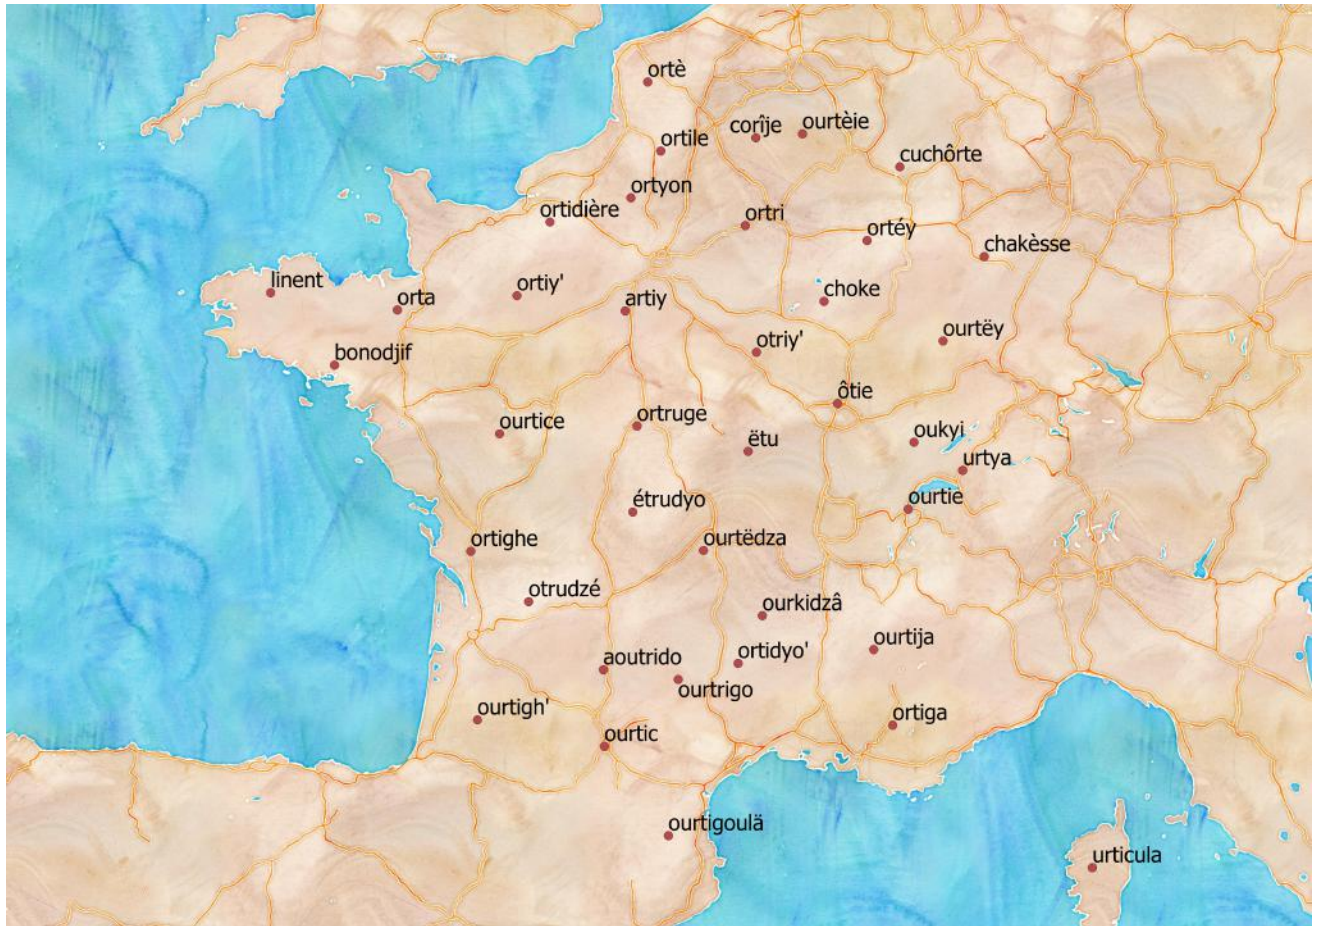 ortè
corîje
ourtèie
ortile
cuchôrte
ortyon
ortidière
ortri
ortéy
chakèsse
linent
orta
ortiy'
artiy
choke
otriy'
ourtëy
bonodjif
ôtie
ourtice
ortruge
ëtu
oukyi
urtya
étrudyo
ourtie
ortighe
ourtëdza
otrudzé
ourkidzâ
aoutrido
ortidyo'
ourtija
ourtrigo
ourtigh'
ortiga
ourtic
ourtigoulä
urticula